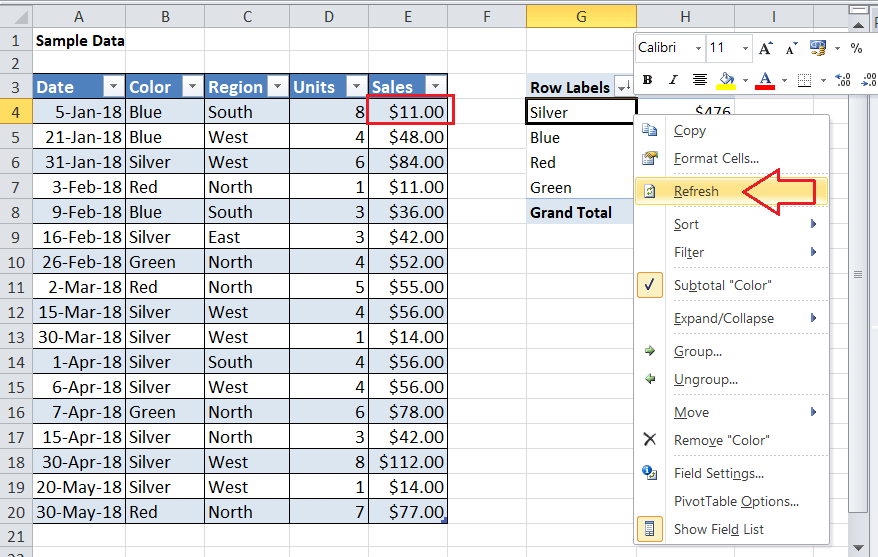 A B C D E F G H I
1 Sample Data
2
3 Date Color Region Units Sales Row Labels
4 5-Jan-18 Blue South 8 $11.00 Silver $476
5 21-Jan-18 Blue West 4 $48.00 Blue
6 31-Jan-18 Silver West 6 $84.00 Red
7 3-Feb-18 Red North 1 $11.00 Green
8 9-Feb-18 Blue South 3 $36.00 Grand Total
9 16-Feb-18 Silver East 3 $42.00
10 26-Feb-18 Green North 4 $52.00
11 2-Mar-18 Red North 5 $55.00
12 15-Mar-18 Silver West 4 $56.00
13 30-Mar-18 Silver West 1 $14.00
14 1-Apr-18 Silver South 4 $56.00
15 6-Apr-18 Silver West 4 $56.00
16 7-Apr-18 Green North 6 $78.00
17 15-Apr-18 Silver North 3 $42.00
18 30-Apr-18 Silver West 8 $112.00
19 20-May-18 Silver West 1 $14.00
20 30-May-18 Red North 7 $77.00
21
Calibri 11 A A %
B I A .00 .0
Copy
Format Cells...
Refresh
Sort
Filter
Subtotal "Color"
Expand/Collapse
Group...
Ungroup...
Move
Remove "Color"
Field Settings...
PivotTable Options...
Show Field List